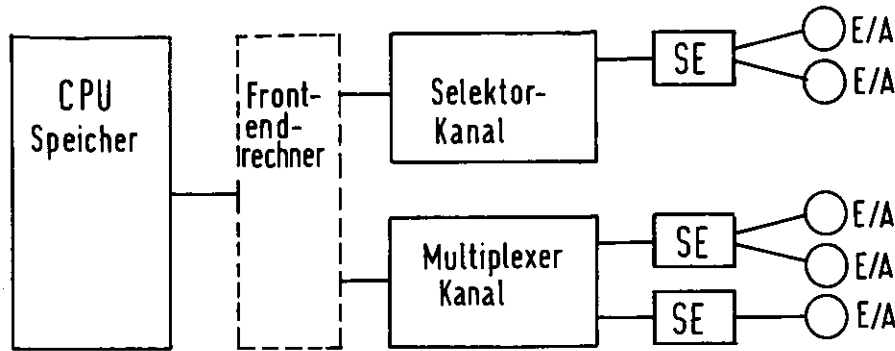 CPU
Speicher
Front-
end-
rechner
Selektor-
Kanal
SE
E/A
E/A
Multiplexer
Kanal
SE
E/A
E/A
SE
E/A